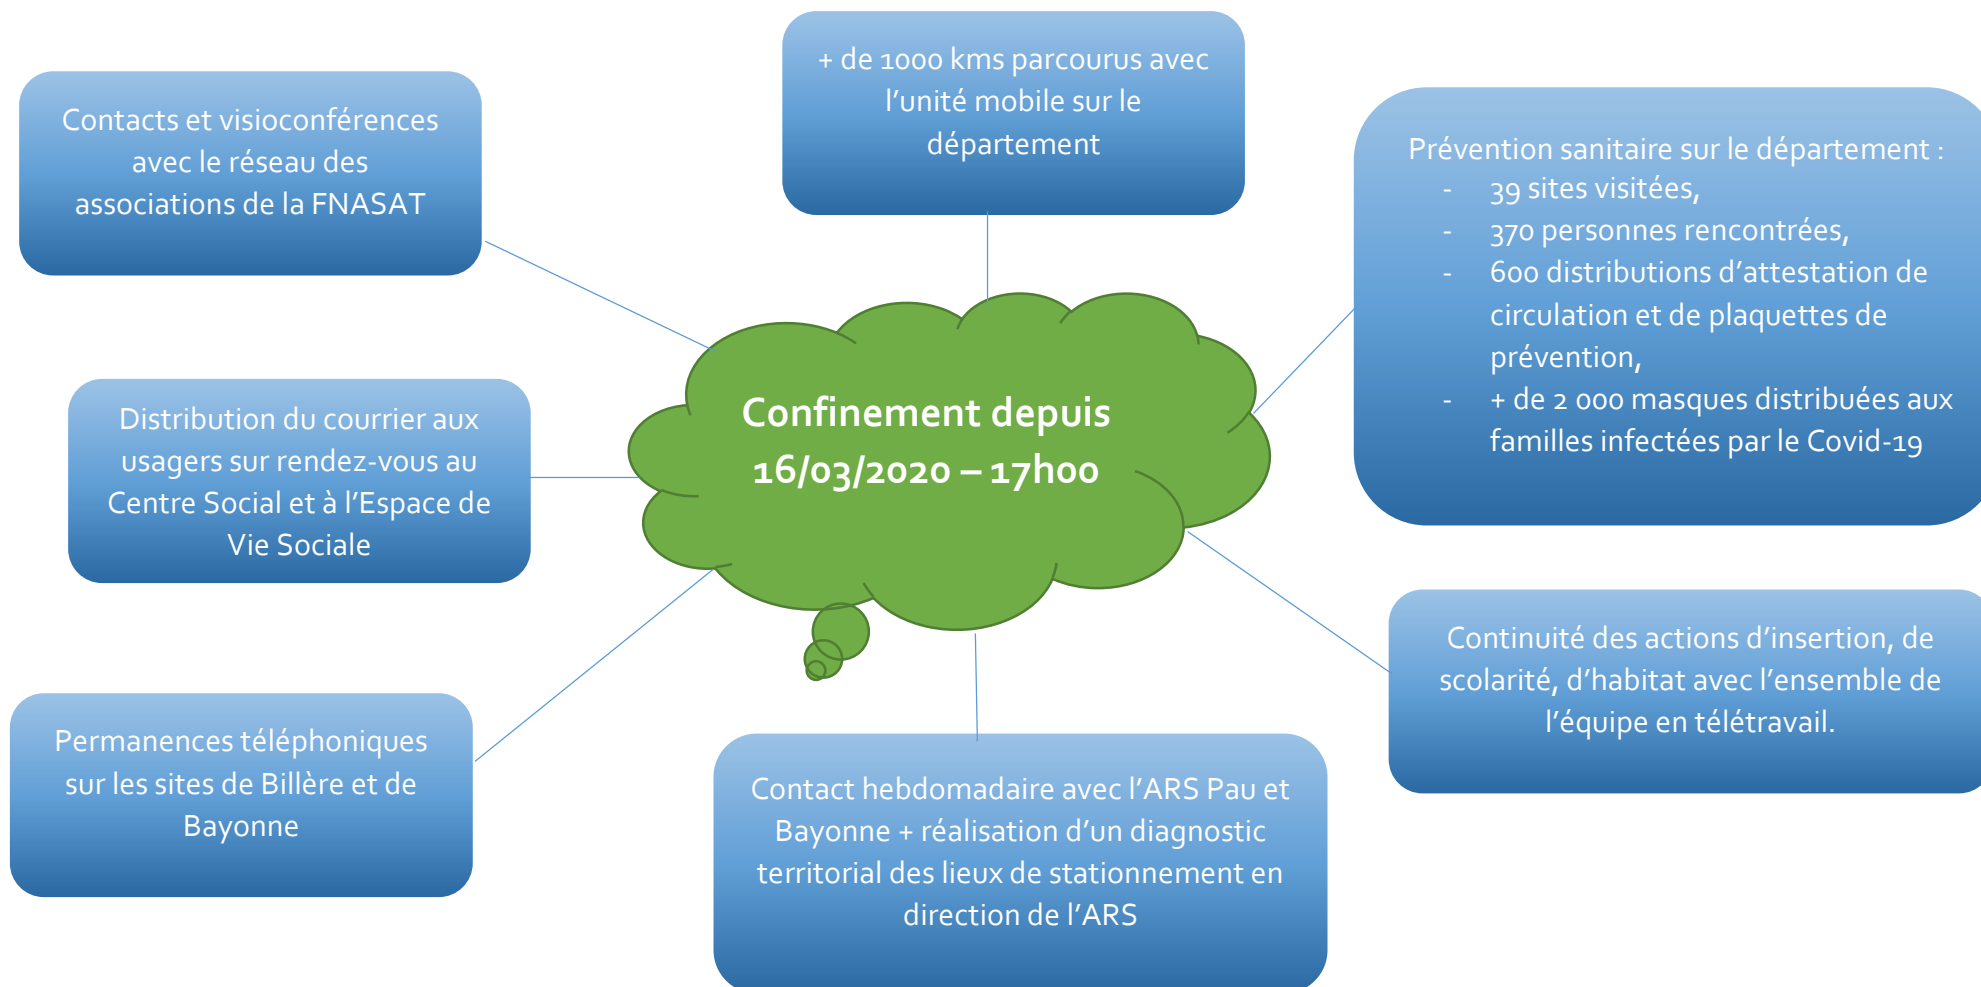 + de 1000 kms parcourus avec
l'unité mobile sur le
département
Contacts et visioconférences
avec le réseau des
associations de la FNASAT
Prévention sanitaire sur le département :
- 39 sites visitées,
- 370 personnes rencontrées,
- 600 distributions d'attestation de
circulation et de plaquettes de
prévention,
- + de 2 000 masques distribuées aux
familles infectées par le Covid-19
Confinement depuis
16/03/2020 – 17h00
Distribution du courrier aux
usagers sur rendez-vous au
Centre Social et à l'Espace de
Vie Sociale
Continuité des actions d'insertion, de
scolarité, d'habitat avec l'ensemble de
l'équipe en télétravail.
Permanences téléphoniques
sur les sites de Billère et de
Bayonne
Contact hebdomadaire avec l'ARS Pau et
Bayonne + réalisation d'un diagnostic
territorial des lieux de stationnement en
direction de l'ARS